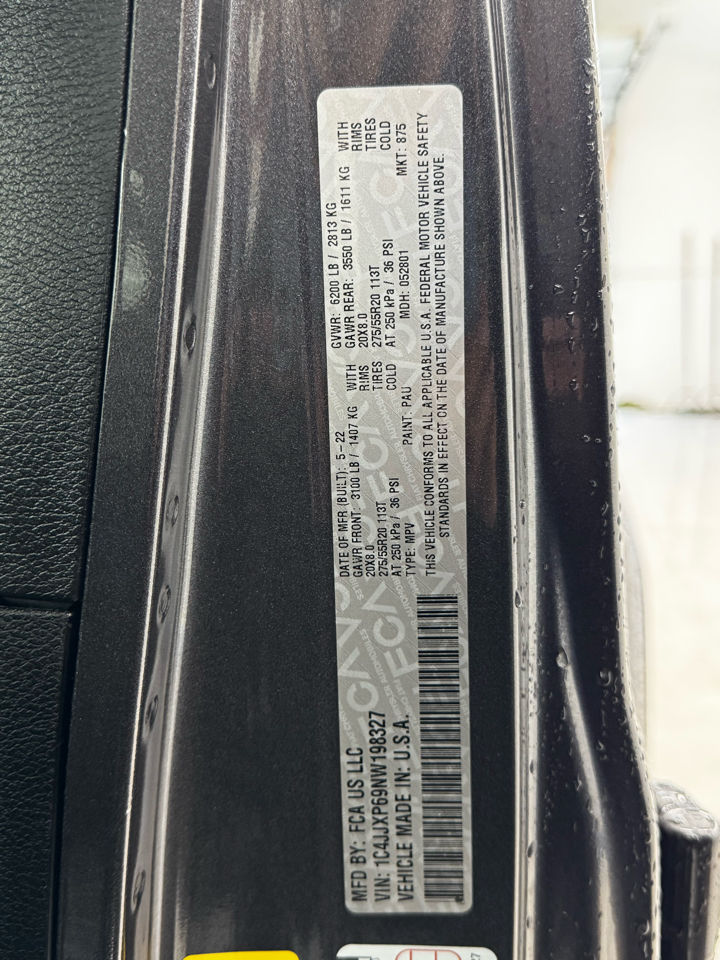 MFD BY: FCA US LLC
VIN: 1C4JJXP69NW198327
VEHICLE MADE IN: U.S.A.
DATE OF MFR (BUILT): 5-22 GVWR: 6200 LB / 2813 KG
GAWR FRONT: 3100 LB / 1407 KG WITH GAWR REAR: 3550 LB / 1611 KG WITH
20X8.0 RIMS 20X8.0 RIMS
275/55R20 113T TIRES 275/55R20 113T TIRES
AT 250 kPa / 36 PSI COLD AT 250 kPa / 36 PSI COLD
TYPE: MPV PAINT: PAU MDH: 052801 MKT: 875
THIS VEHICLE CONFORMS TO ALL APPLICABLE U.S.A. FEDERAL MOTOR VEHICLE SAFETY
STANDARDS IN EFFECT ON THE DATE OF MANUFACTURE SHOWN ABOVE.